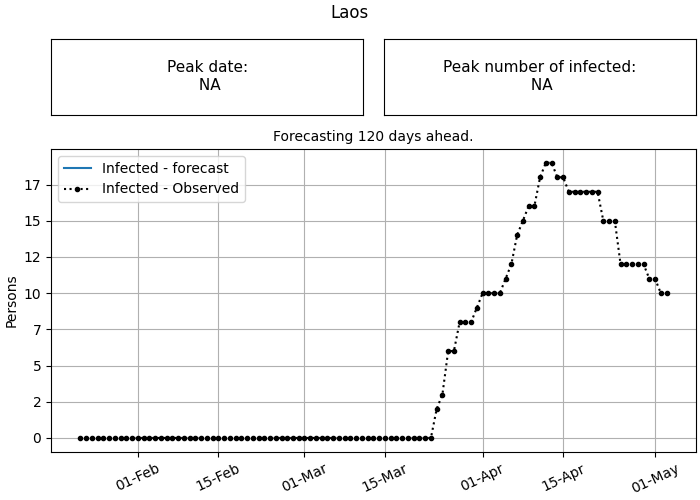 Laos
Peak date:
NA
Peak number of infected:
NA
Forecasting 120 days ahead.
Infected - forecast
Infected - Observed
Persons
17
15
12
10
7
5
2
0
01-Feb
15-Feb
01-Mar
15-Mar
01-Apr
15-Apr
01-May